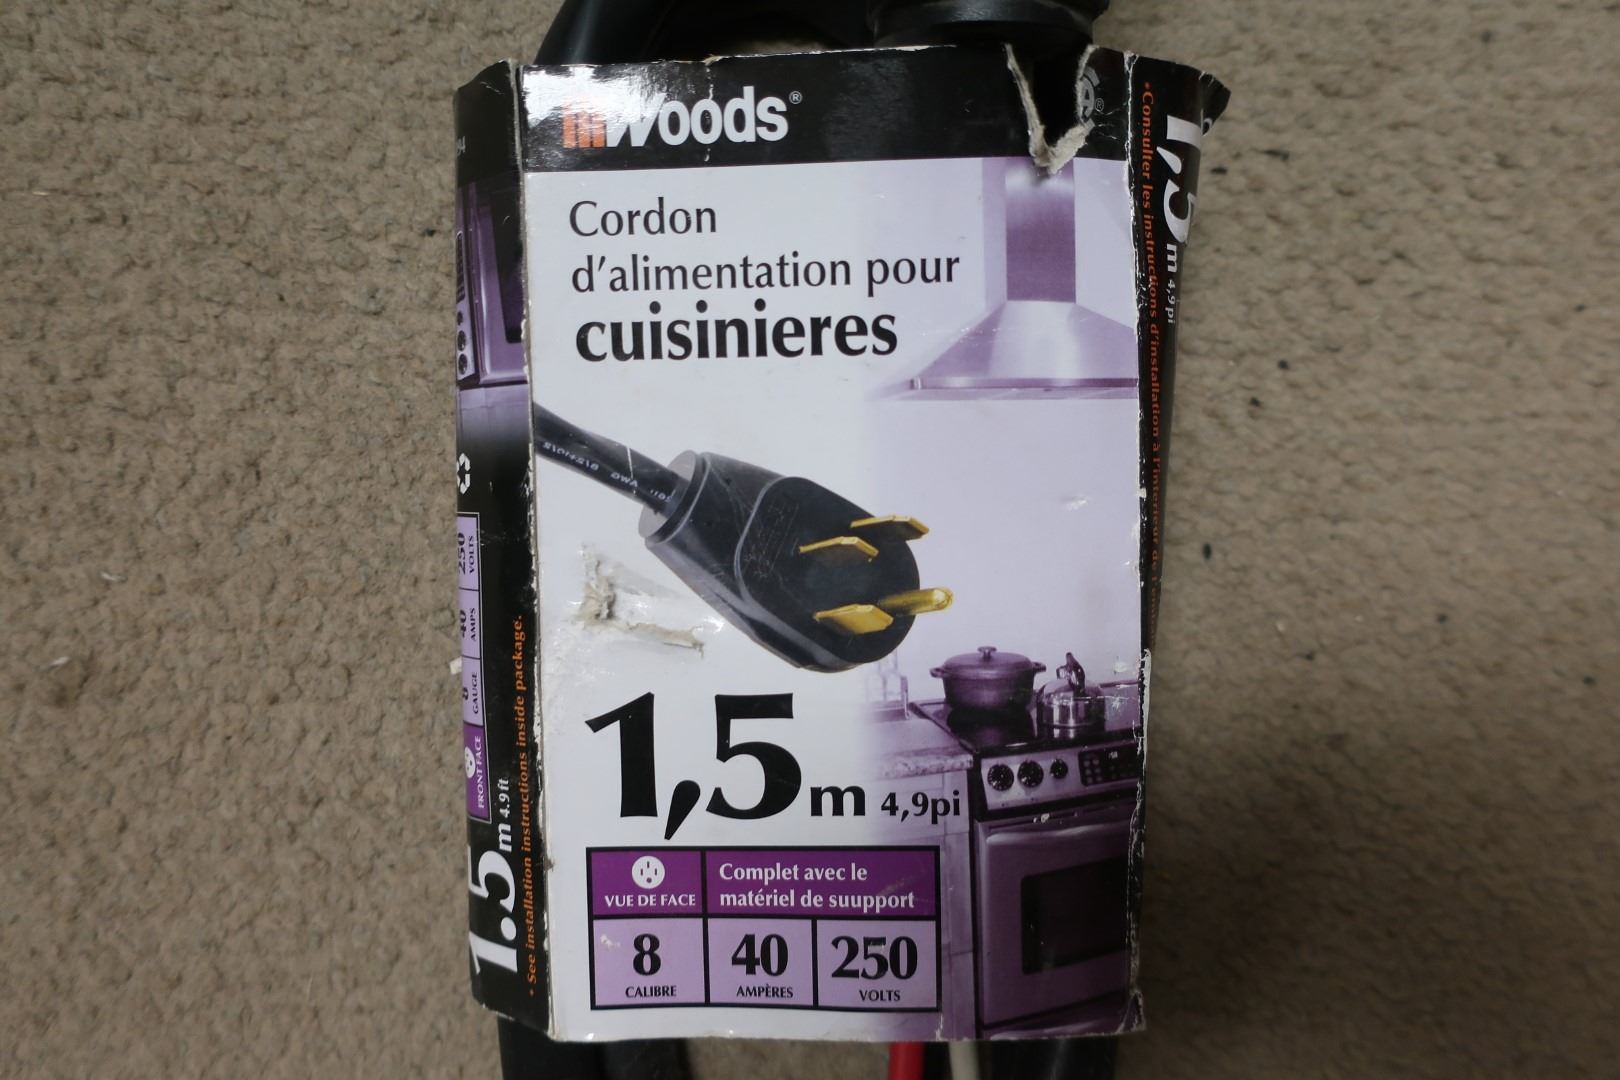 Woods®
Cordon
d'alimentation pour
cuisinieres
1,5m 4,9pi
VUE DE FACE
Complet avec le
matériel de suupport
8
CALIBRE
40
AMPÈRES
250
VOLTS
1.5m 4.9ft
• See installation instructions inside package.
FRONT FACE
8
GAUGE
40
AMPS
250
VOLTS
1,5m 4,9pi
•Consulter les instructions d'installation à l'intérieur de